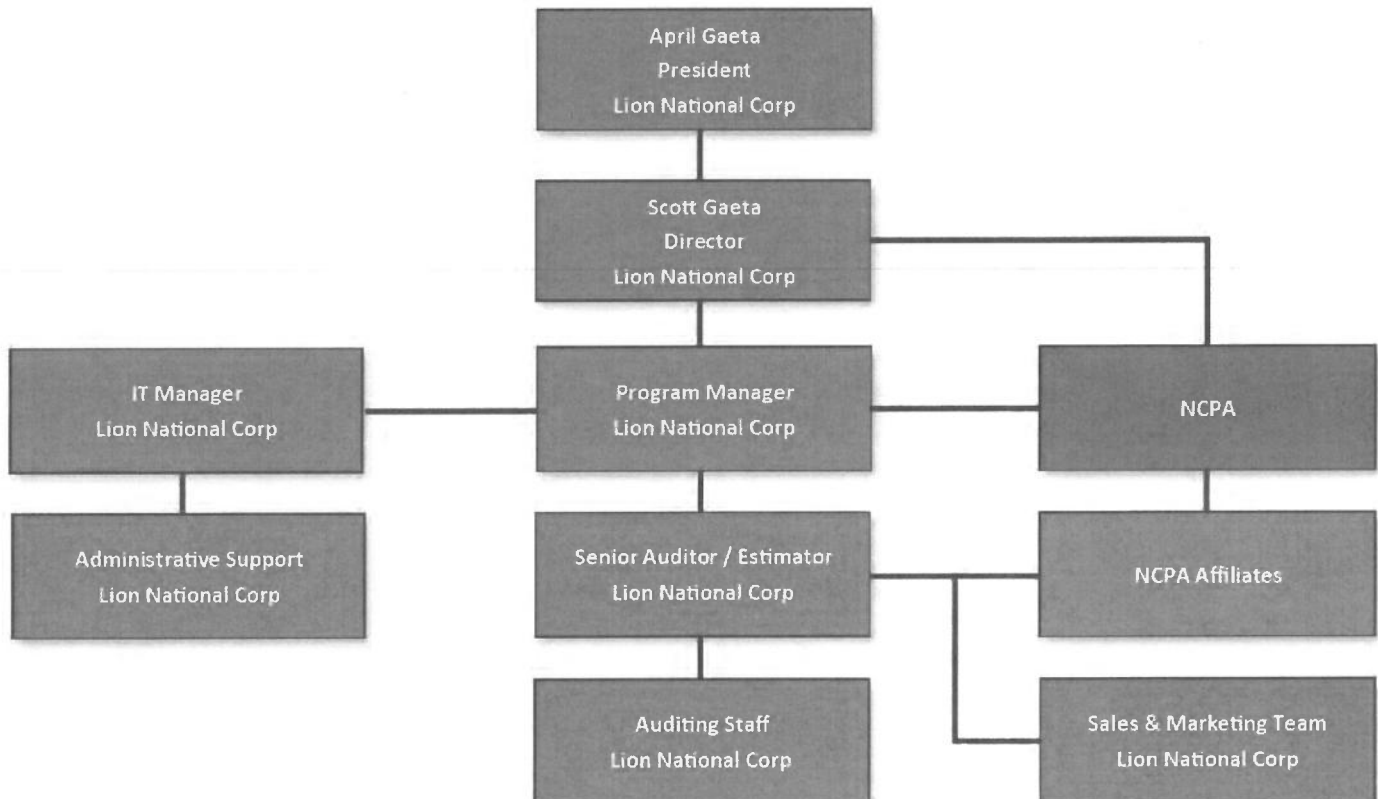 April Gaeta
President
Lion National Corp
Scott Gaeta
Director
Lion National Corp
IT Manager
Lion National Corp
Program Manager
Lion National Corp
NCPA
Administrative Support
Lion National Corp
Senior Auditor / Estimator
Lion National Corp
NCPA Affiliates
Auditing Staff
Lion National Corp
Sales & Marketing Team
Lion National Corp